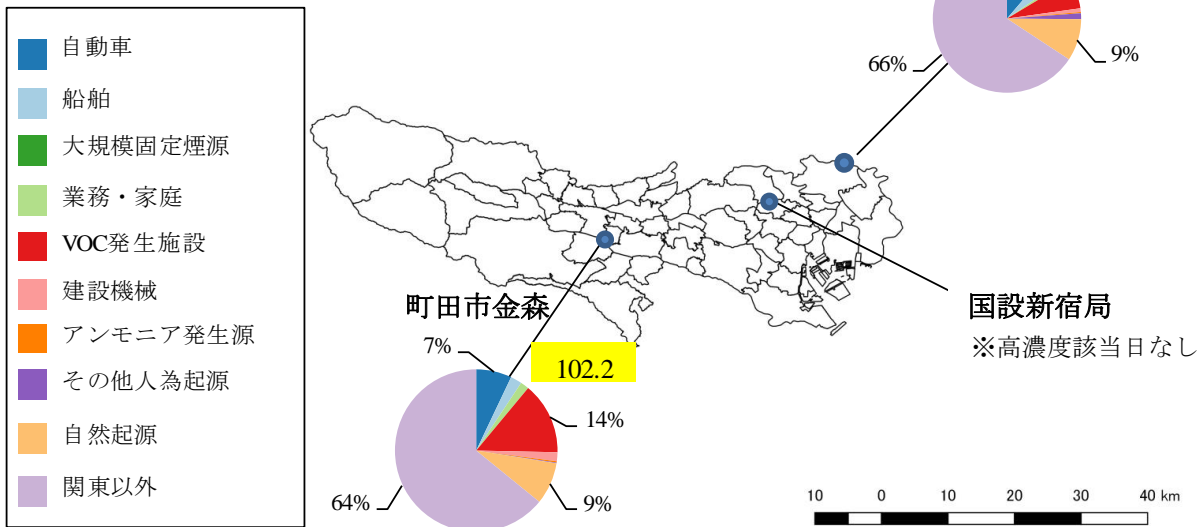 自動車
船舶
大規模固定煙源
業務・家庭
VOC発生施設
建設機械
アンモニア発生源
その他人為起源
自然起源
関東以外
66%
9%
町田市金森
7%
102.2
14%
64%
9%
国設新宿局
※高濃度該当日なし
10 0 10 20 30 40 km